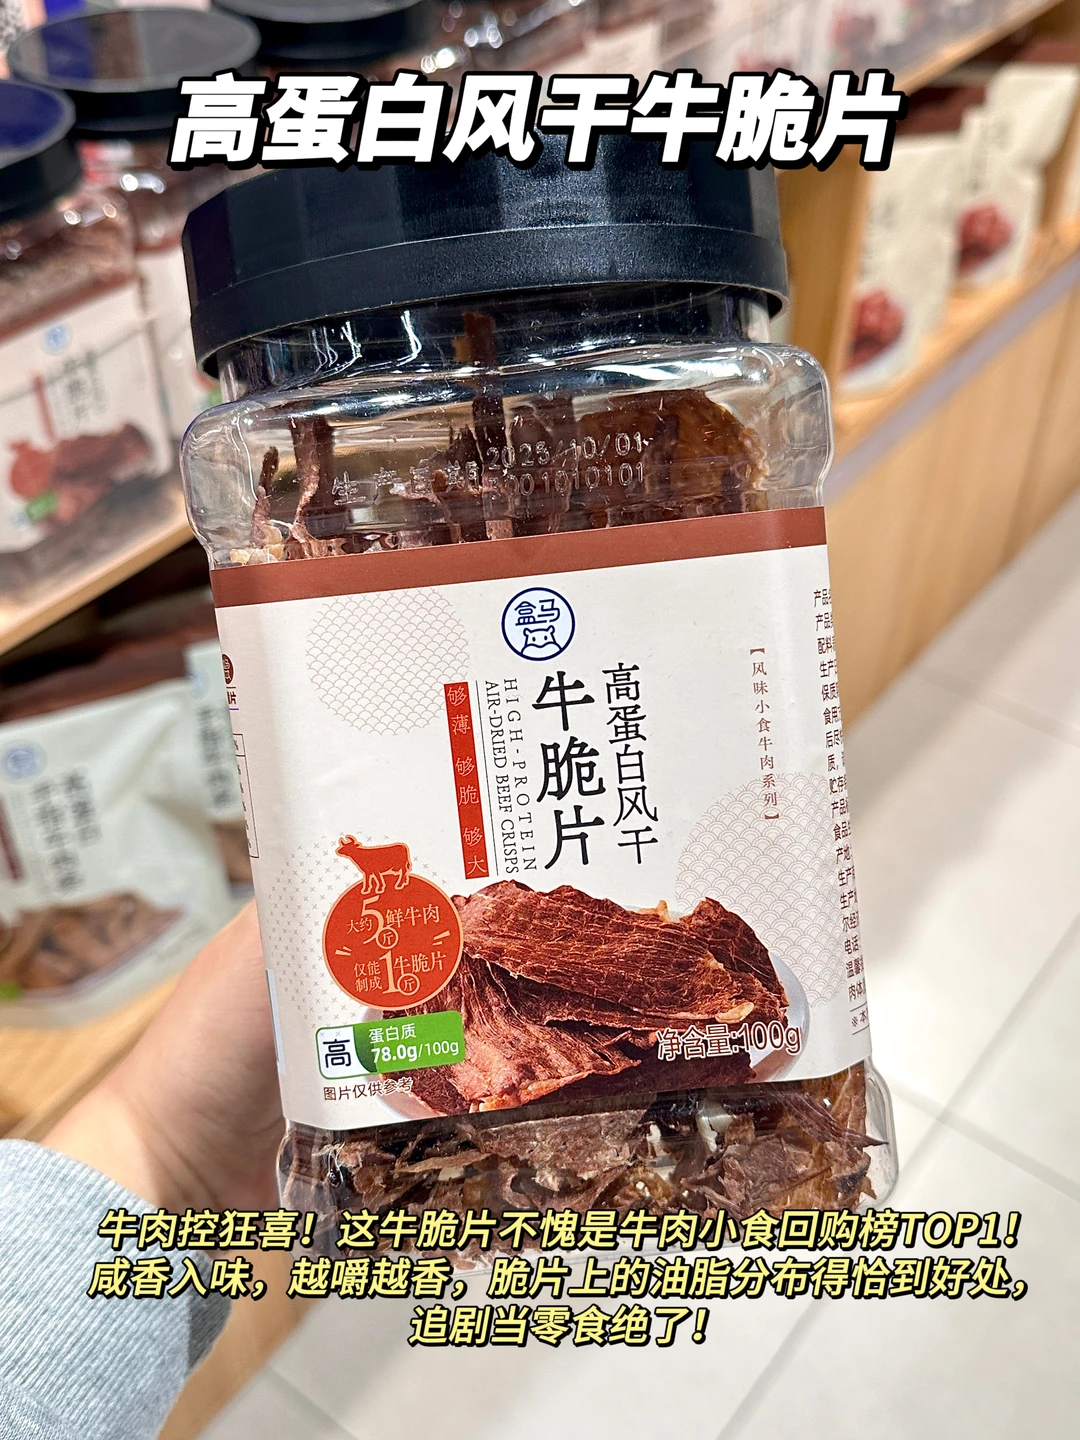 高蛋白风干牛脆片
生产日期 2023/10/01
盒马
高蛋白风干
牛脆片
HIGH-PROTEIN
AIR-DRIED BEEF CRISPS
够薄 够脆 够大
【风味小食牛肉系列】
大约5斤鲜牛肉
仅能制成1斤牛脆片
高
蛋白质
78.0g/100g
图片仅供参考
净含量:100g
牛肉控狂喜！这牛脆片不愧是牛肉小食回购榜TOP1！
咸香入味，越嚼越香，脆片上的油脂分布得恰到好处，
追剧当零食绝了！